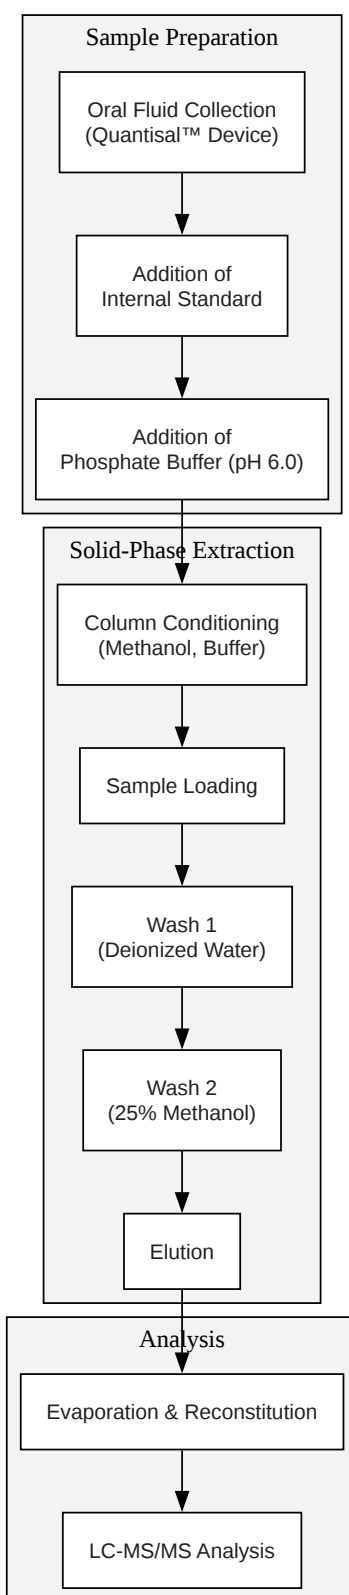 Sample Preparation
Oral Fluid Collection
(Quantisal™ Device)
Addition of
Internal Standard
Addition of
Phosphate Buffer (pH 6.0)
Solid-Phase Extraction
Column Conditioning
(Methanol, Buffer)
Sample Loading
Wash 1
(Deionized Water)
Wash 2
(25% Methanol)
Elution
Analysis
Evaporation & Reconstitution
LC-MS/MS Analysis